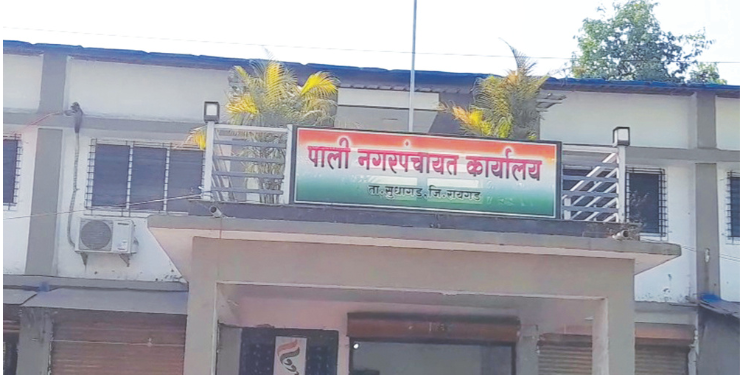 पाली नगरपंचायत कार्यालय
ता. सुधागड, जि. रायगड